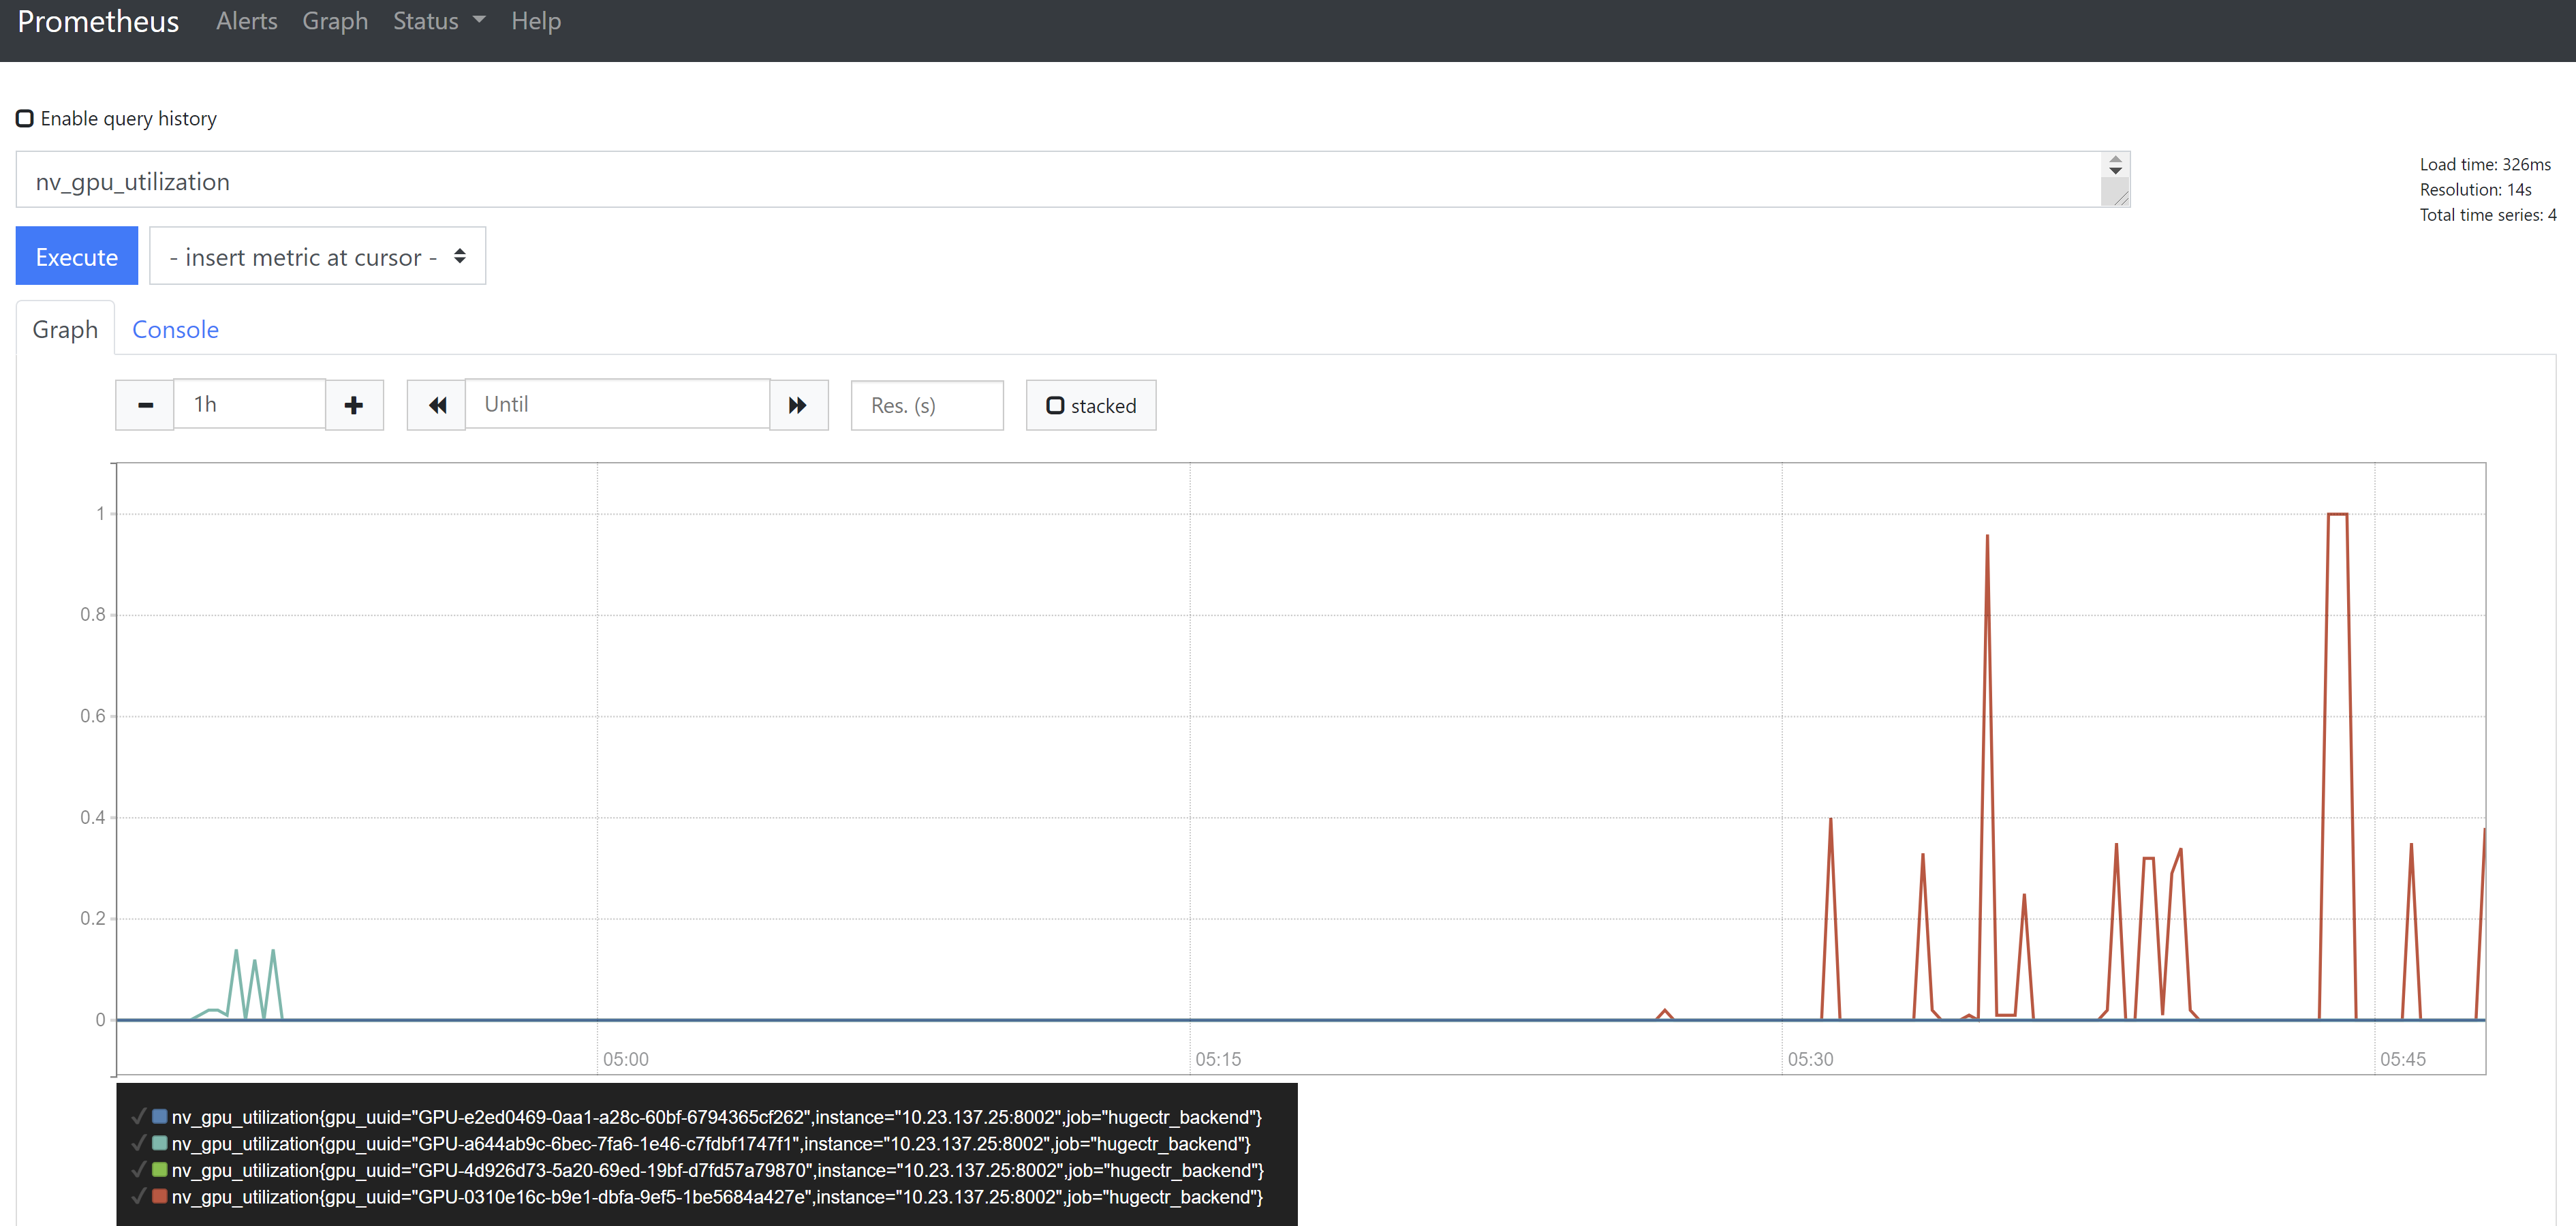 Prometheus Alerts Graph Status Help
Enable query history
nv_gpu_utilization
Load time: 326ms
Resolution: 14s
Total time series: 4
Execute - insert metric at cursor -
Graph Console
1h Until Res. (s) stacked
1
0.8
0.6
0.4
0.2
0
05:00 05:15 05:30 05:45
nv_gpu_utilization{gpu_uuid="GPU-e2ed0469-0aa1-a28c-60bf-6794365cf262",instance="10.23.137.25:8002",job="hugectr_backend"}
nv_gpu_utilization{gpu_uuid="GPU-a644ab9c-6bec-7fa6-1e46-c7fdbf1747f1",instance="10.23.137.25:8002",job="hugectr_backend"}
nv_gpu_utilization{gpu_uuid="GPU-4d926d73-5a20-69ed-19bf-d7fd57a79870",instance="10.23.137.25:8002",job="hugectr_backend"}
nv_gpu_utilization{gpu_uuid="GPU-0310e16c-b9e1-dbfa-9ef5-1be5684a427e",instance="10.23.137.25:8002",job="hugectr_backend"}